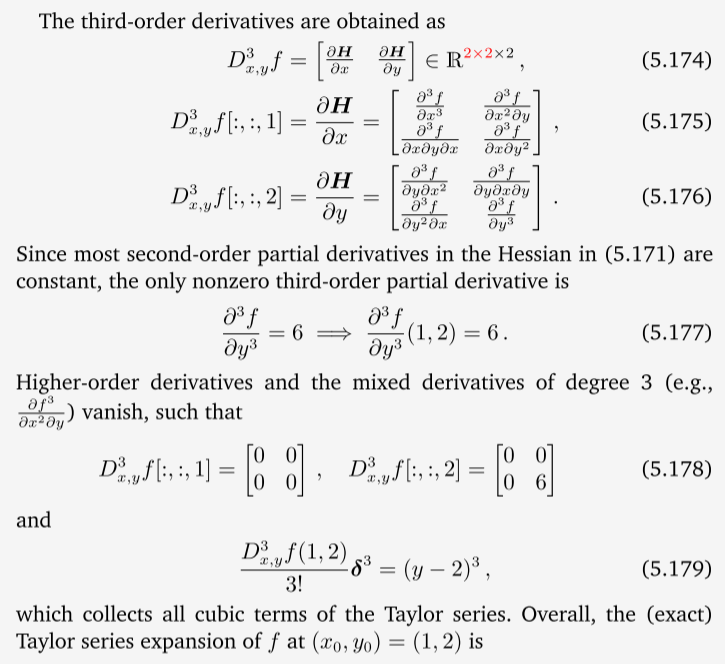 The third-order derivatives are obtained as
$D^3_{x,y} f = \begin{bmatrix} \frac{\partial \boldsymbol{H}}{\partial x} & \frac{\partial \boldsymbol{H}}{\partial y} \end{bmatrix} \in \mathbb{R}^{2 \times 2 \times 2}$, (5.174)
$D^3_{x,y} f[:,:,1] = \frac{\partial \boldsymbol{H}}{\partial x} = \begin{bmatrix} \frac{\partial^3 f}{\partial x^3} & \frac{\partial^3 f}{\partial x^2 \partial y} \\ \frac{\partial^3 f}{\partial x \partial y \partial x} & \frac{\partial^3 f}{\partial x \partial y^2} \end{bmatrix}$, (5.175)
$D^3_{x,y} f[:,:,2] = \frac{\partial \boldsymbol{H}}{\partial y} = \begin{bmatrix} \frac{\partial^3 f}{\partial y \partial x^2} & \frac{\partial^3 f}{\partial y \partial x \partial y} \\ \frac{\partial^3 f}{\partial y^2 \partial x} & \frac{\partial^3 f}{\partial y^3} \end{bmatrix}$. (5.176)
Since most second-order partial derivatives in the Hessian in (5.171) are
constant, the only nonzero third-order partial derivative is
$\frac{\partial^3 f}{\partial y^3} = 6 \implies \frac{\partial^3 f}{\partial y^3}(1,2) = 6$. (5.177)
Higher-order derivatives and the mixed derivatives of degree 3 (e.g.,
$\frac{\partial f^3}{\partial x^2 \partial y}$) vanish, such that
$D^3_{x,y} f[:,:,1] = \begin{bmatrix} 0 & 0 \\ 0 & 0 \end{bmatrix}, \quad D^3_{x,y} f[:,:,2] = \begin{bmatrix} 0 & 0 \\ 0 & 6 \end{bmatrix}$ (5.178)
and
$\frac{D^3_{x,y} f(1,2)}{3!} \boldsymbol{\delta}^3 = (y-2)^3$, (5.179)
which collects all cubic terms of the Taylor series. Overall, the (exact)
Taylor series expansion of $f$ at $(x_0, y_0) = (1,2)$ is